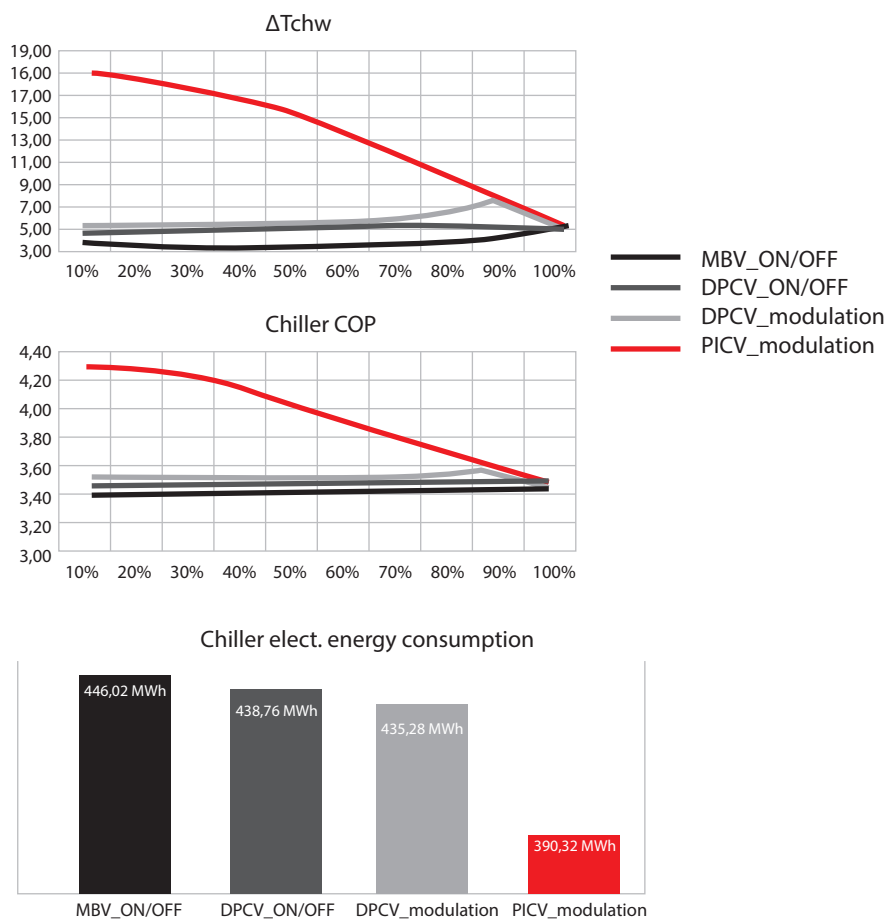 ΔTchw
19,00
16,00
17,00
15,00
13,00
11,00
9,00
7,00
5,00
3,00
10% 20% 30% 40% 50% 60% 70% 80% 90% 100%
MBV_ON/OFF
DPCV_ON/OFF
DPCV_modulation
PICV_modulation
Chiller COP
4,40
4,20
4,00
3,80
3,60
3,40
3,20
3,00
10% 20% 30% 40% 50% 60% 70% 80% 90% 100%
Chiller elect. energy consumption
446,02 MWh
438,76 MWh
435,28 MWh
390,32 MWh
MBV_ON/OFF DPCV_ON/OFF DPCV_modulation PICV_modulation